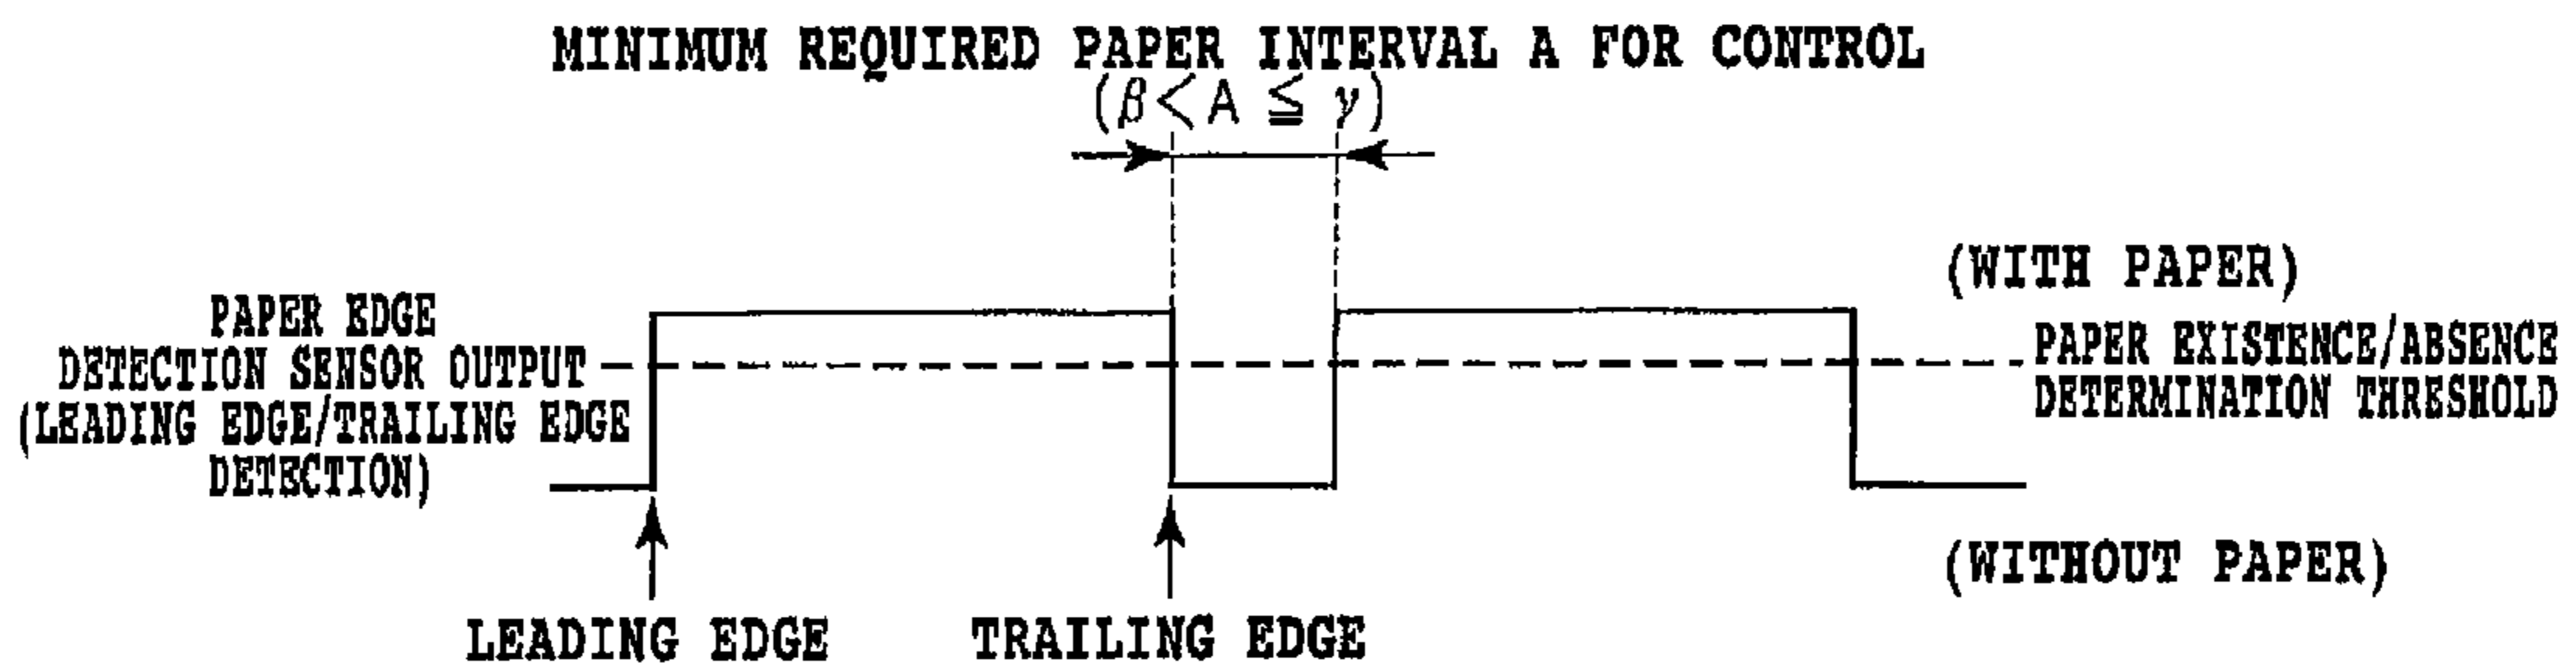 MINIMUM REQUIRED PAPER INTERVAL A FOR CONTROL
(β<A ≦ γ)
(WITH PAPER)
PAPER EDGE
DETECTION SENSOR OUTPUT
(LEADING EDGE/TRAILING EDGE
DETECTION)
PAPER EXISTENCE/ABSENCE
DETERMINATION THRESHOLD
(WITHOUT PAPER)
LEADING EDGE
TRAILING EDGE